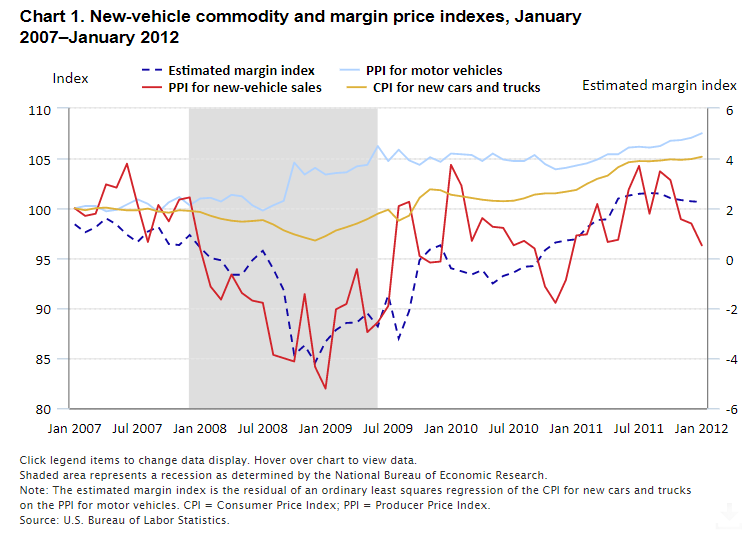 Chart 1. New-vehicle commodity and margin price indexes, January
2007–January 2012
Index
Estimated margin index
PPI for motor vehicles
PPI for new-vehicle sales
CPI for new cars and trucks
Estimated margin index
110
105
100
95
90
85
80
6
4
2
0
-2
-4
-6
Jan 2007 Jul 2007 Jan 2008 Jul 2008 Jan 2009 Jul 2009 Jan 2010 Jul 2010 Jan 2011 Jul 2011 Jan 2012
Click legend items to change data display. Hover over chart to view data.
Shaded area represents a recession as determined by the National Bureau of Economic Research.
Note: The estimated margin index is the residual of an ordinary least squares regression of the CPI for new cars and trucks
on the PPI for motor vehicles. CPI = Consumer Price Index; PPI = Producer Price Index.
Source: U.S. Bureau of Labor Statistics.